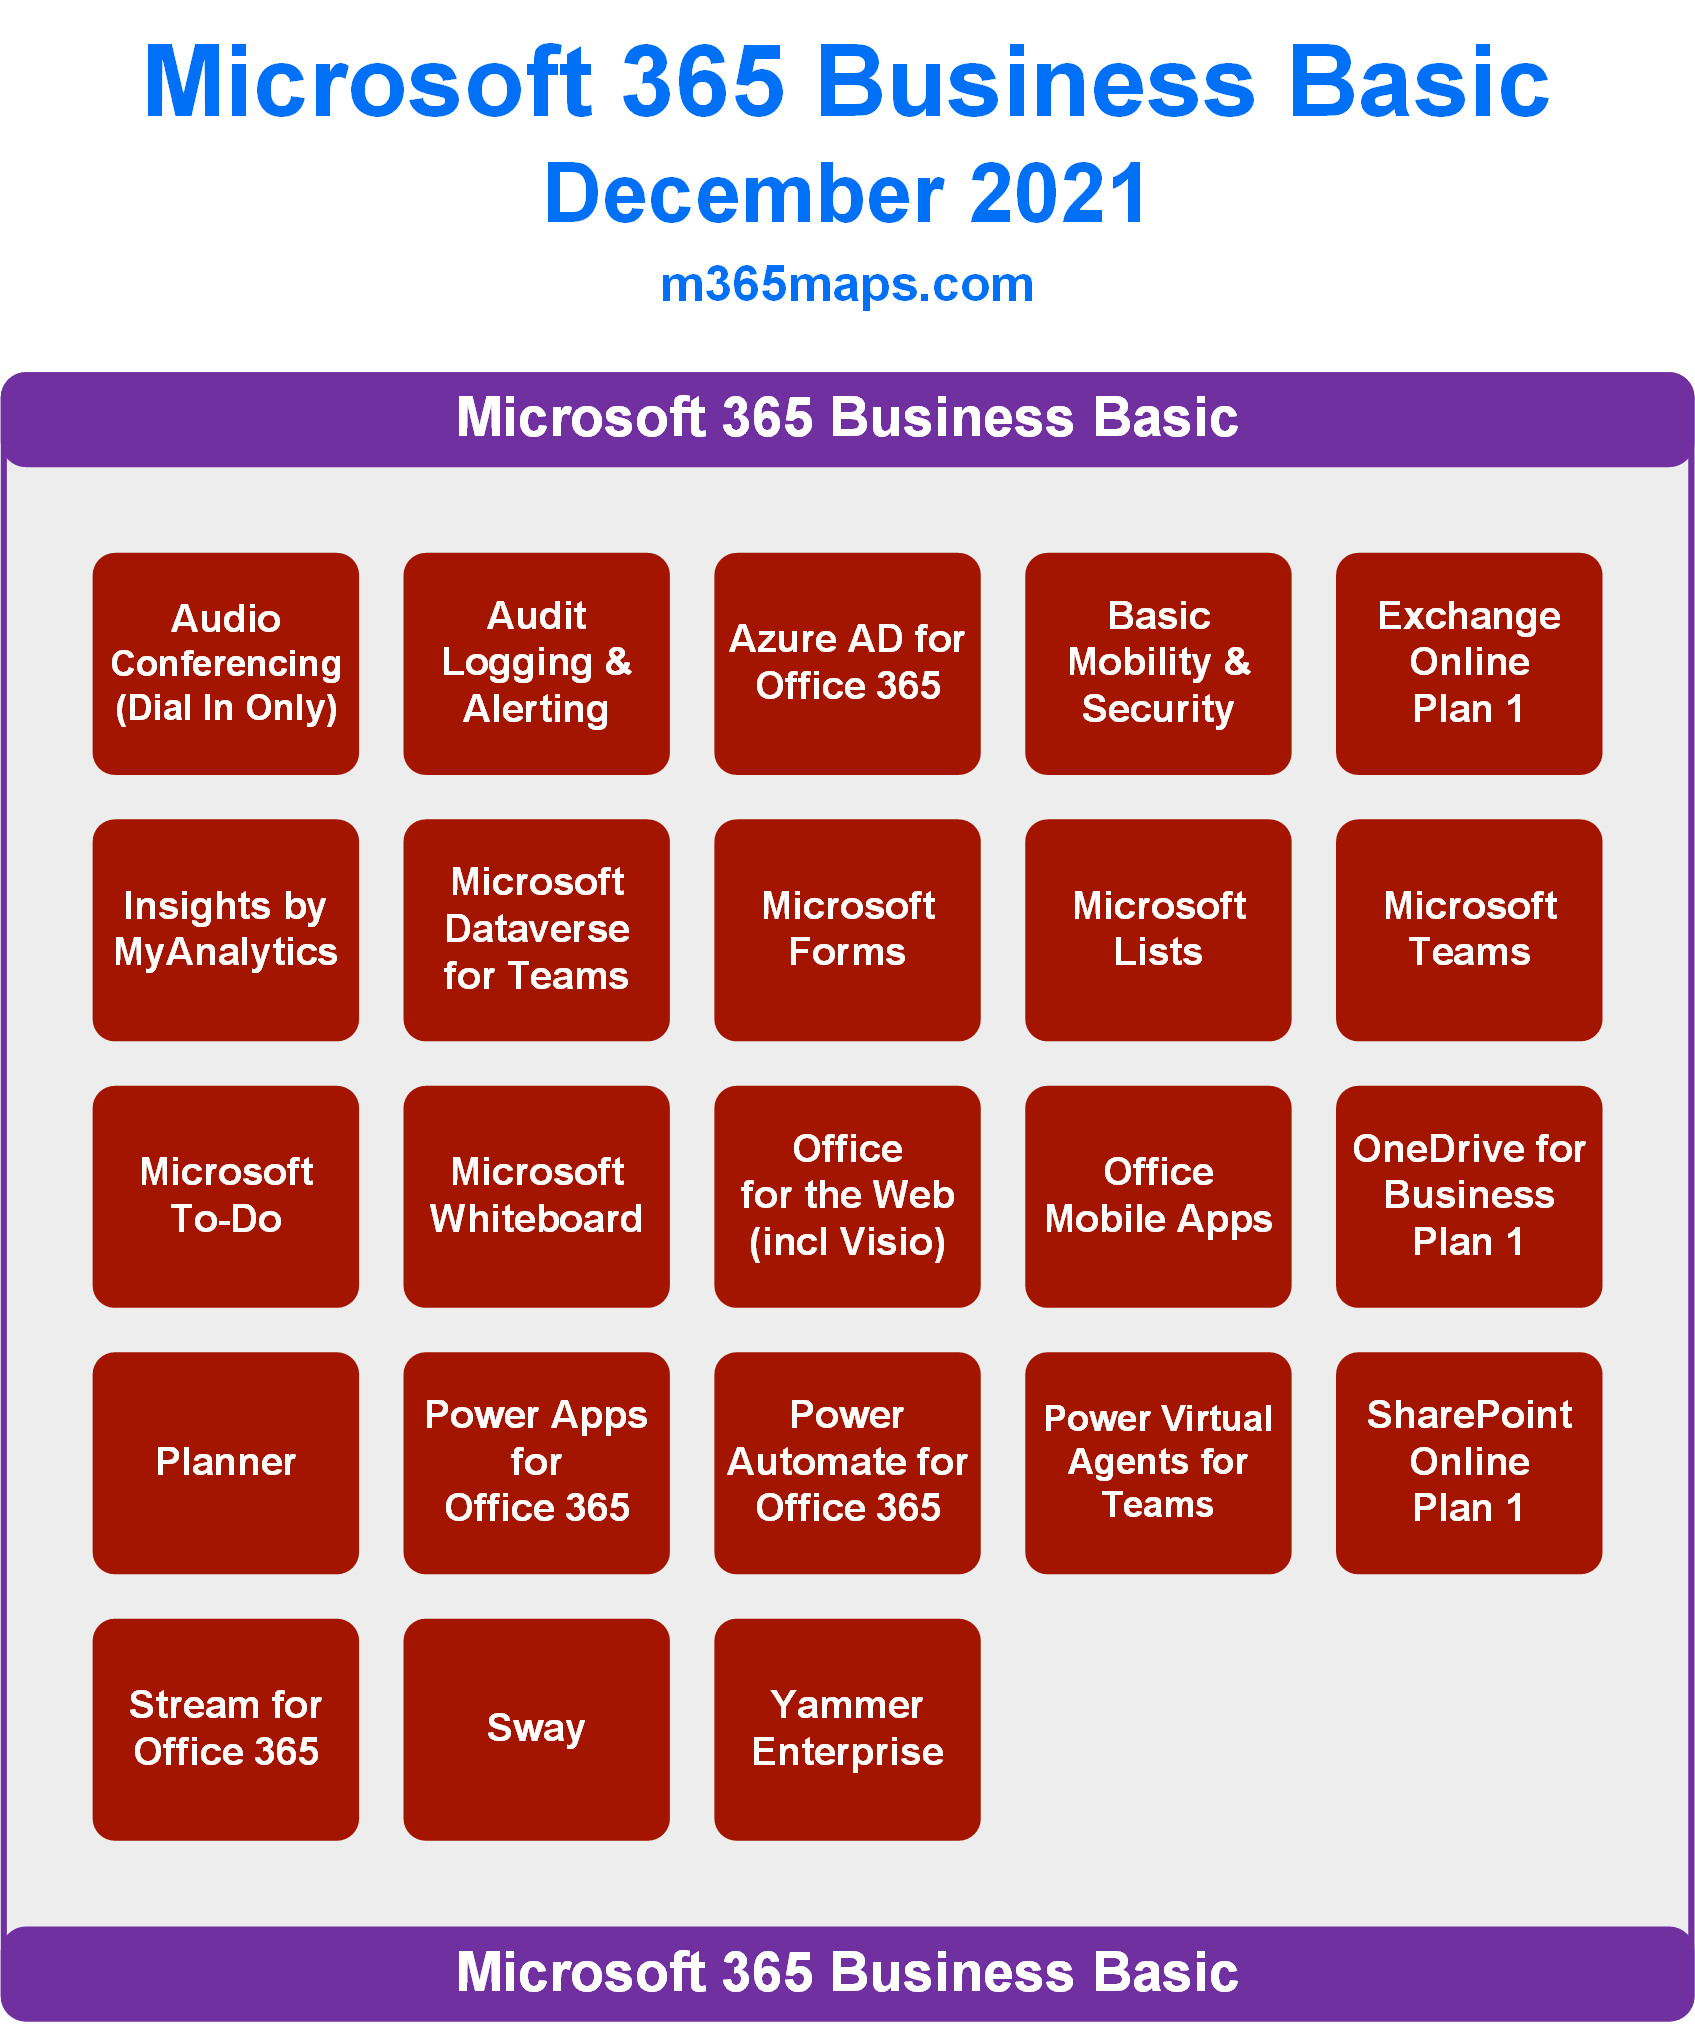 Microsoft 365 Business Basic
December 2021
m365maps.com
Microsoft 365 Business Basic
Audio
Conferencing
(Dial In Only)
Audit
Logging &
Alerting
Azure AD for
Office 365
Basic
Mobility &
Security
Exchange
Online
Plan 1
Insights by
MyAnalytics
Microsoft
Dataverse
for Teams
Microsoft
Forms
Microsoft
Lists
Microsoft
Teams
Microsoft
To-Do
Microsoft
Whiteboard
Office
for the Web
(incl Visio)
Office
Mobile Apps
OneDrive for
Business
Plan 1
Planner
Power Apps
for
Office 365
Power
Automate for
Office 365
Power Virtual
Agents for
Teams
SharePoint
Online
Plan 1
Stream for
Office 365
Sway
Yammer
Enterprise
Microsoft 365 Business Basic